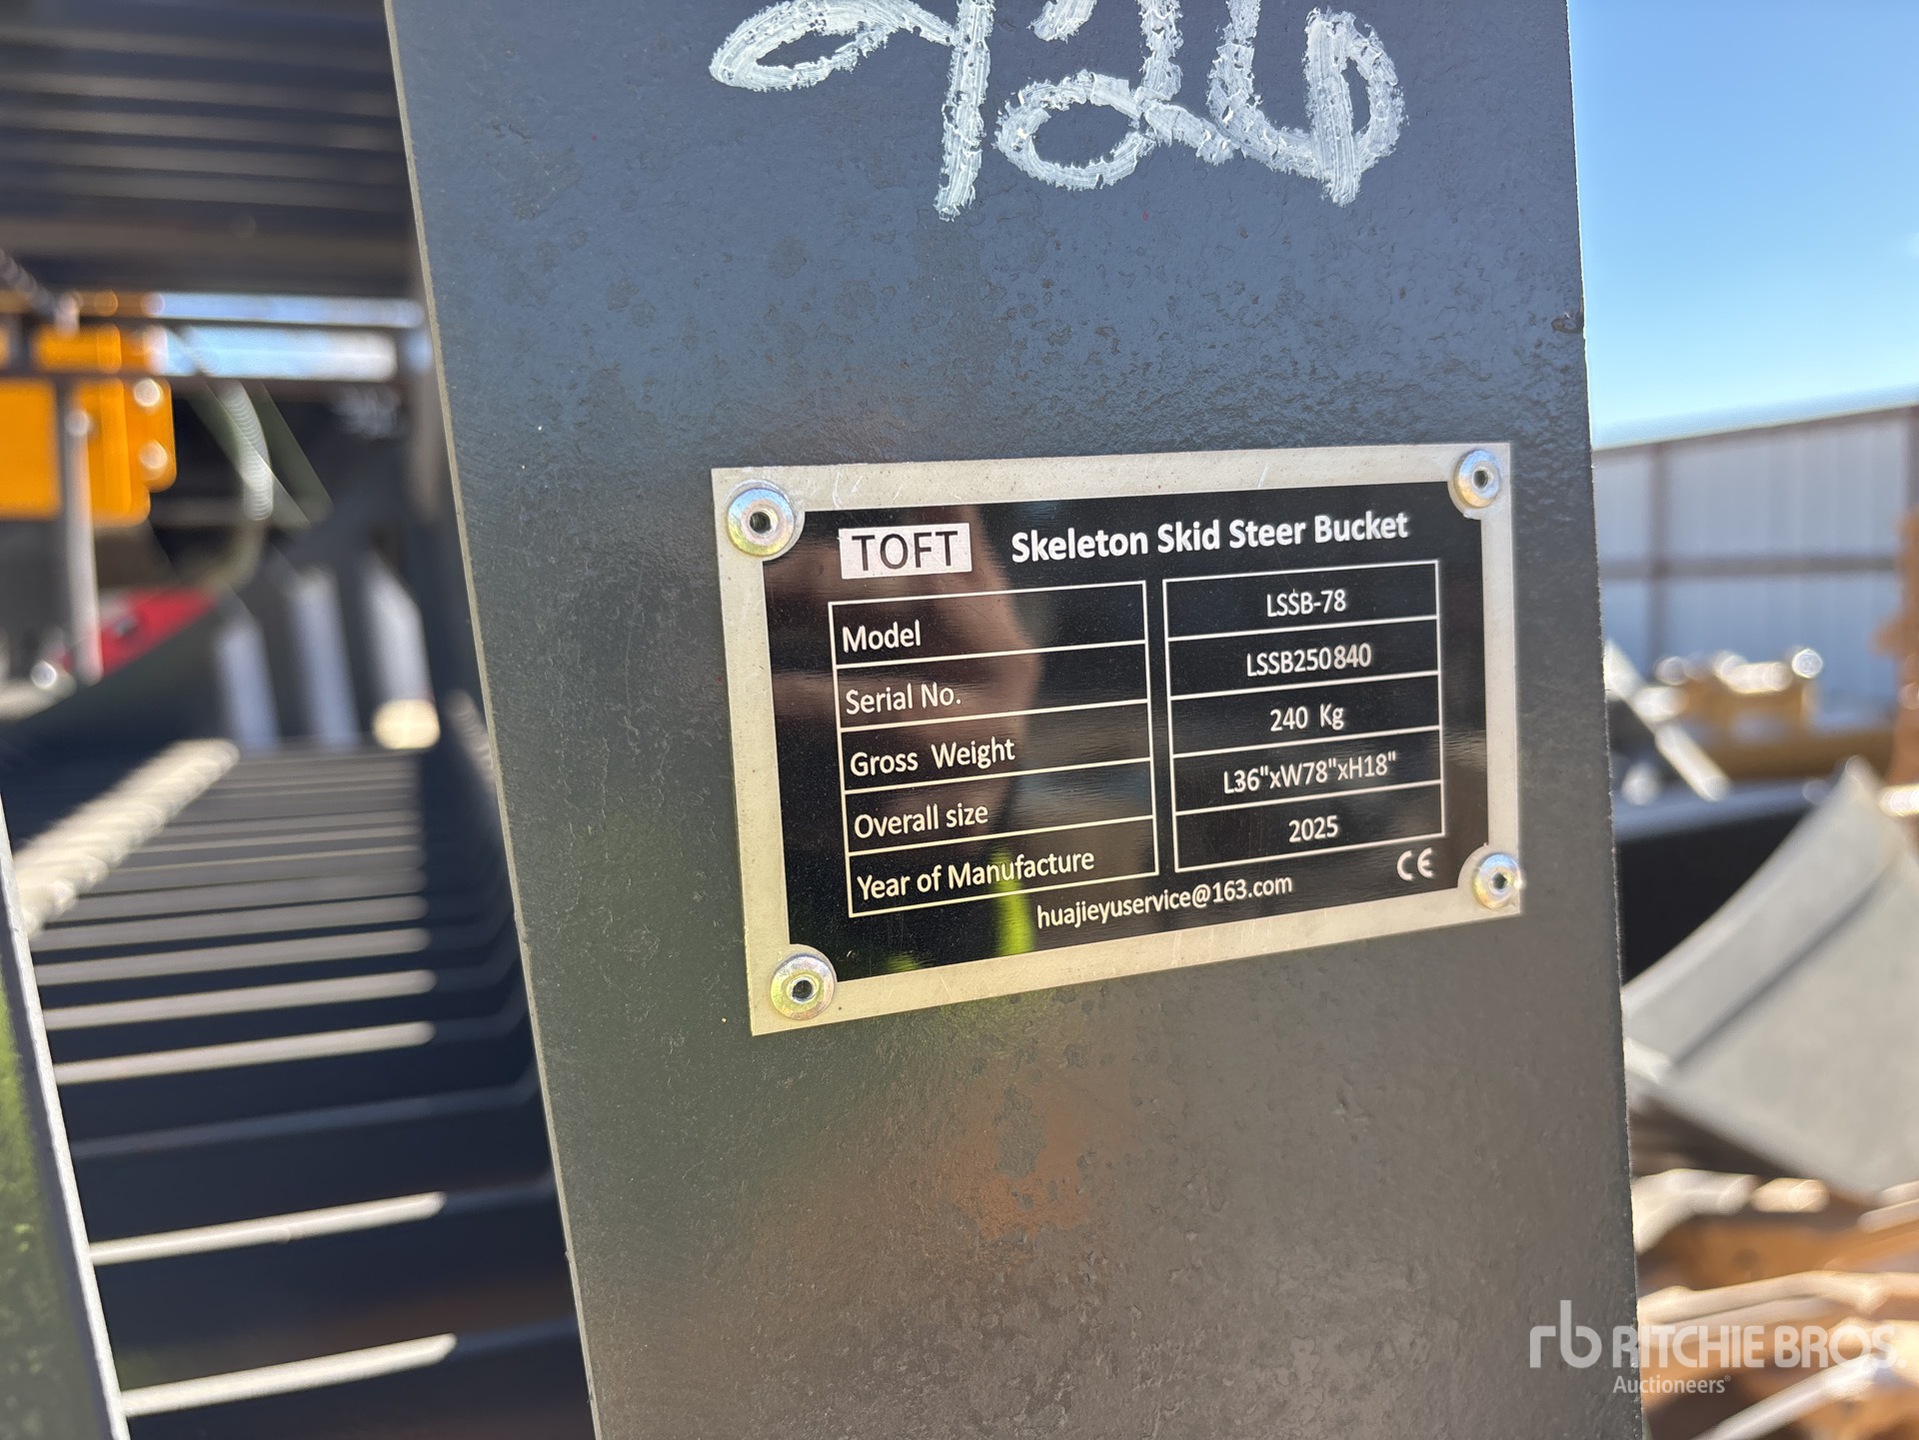 TOFT Skeleton Skid Steer Bucket
Model LSSB-78
Serial No. LSSB250840
Gross Weight 240 Kg
Overall size L36"xW78"xH18"
Year of Manufacture 2025
huajieyuservice@163.com CE
rb RITCHIE BROS.
Auctioneers